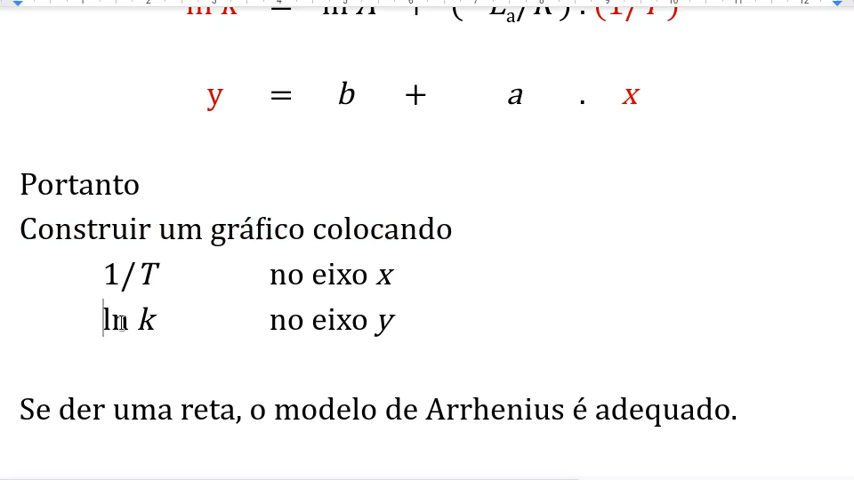 y = b + a . x
Portanto
Construir um gráfico colocando
1/T no eixo x
ln k no eixo y
Se der uma reta, o modelo de Arrhenius é adequado.